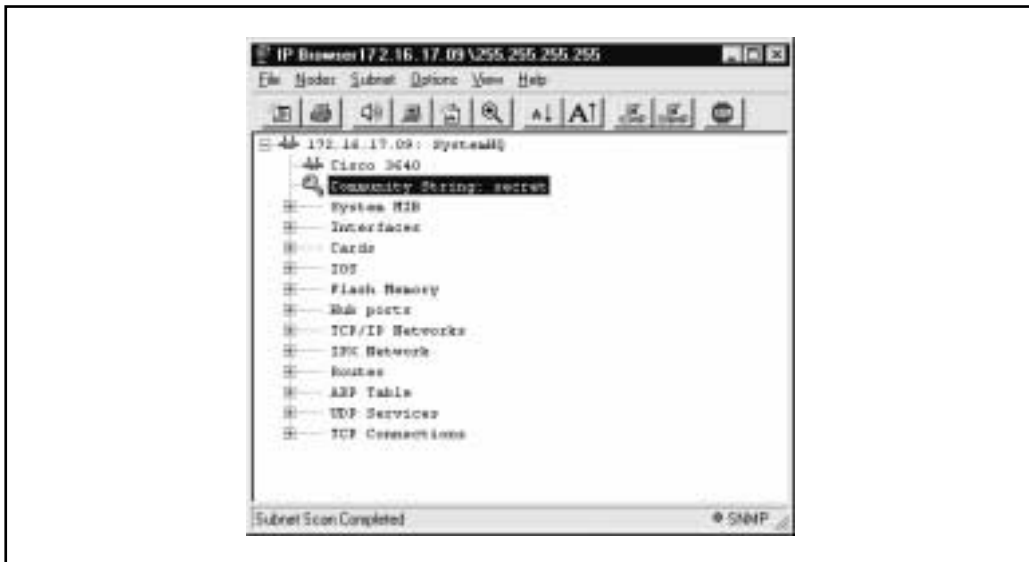 IP Browser172.16.17.09 \255.255.255.255
File Nodes Subnet Options View Help
172.16.17.09: SystemHQ
Cisco 3640
Community String: secret
System MIB
Interfaces
Cards
IOS
Flash Memory
Hub ports
TCP/IP Networks
IPX Network
Routes
ARP Table
UDP Services
TCP Connections
Subnet Scan Completed
SNMP